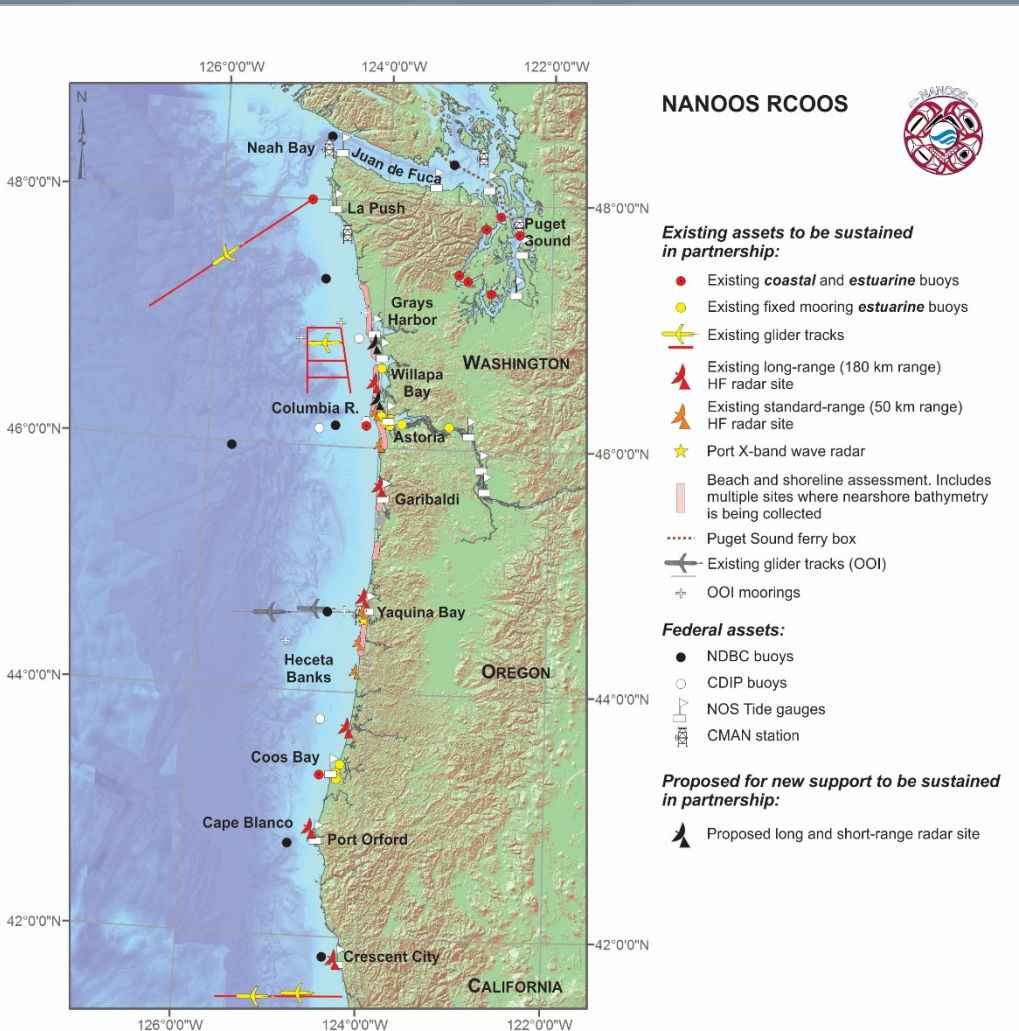 126°0'0"W
124°0'0"W
122°0'0"W
N
48°0'0"N
46°0'0"N
44°0'0"N
42°0'0"N
48°0'0"N
46°0'0"N
44°0'0"N
42°0'0"N
126°0'0"W
124°0'0"W
122°0'0"W
Neah Bay
Juan de Fuca
La Push
Puget
Sound
Grays
Harbor
WASHINGTON
Willapa
Bay
Columbia R.
Astoria
Garibaldi
Yaquina Bay
Heceta
Banks
OREGON
Coos Bay
Cape Blanco
Port Orford
Crescent City
CALIFORNIA
NANOOS RCOOS
NANOOS
Existing assets to be sustained
in partnership:
Existing coastal and estuarine buoys
Existing fixed mooring estuarine buoys
Existing glider tracks
Existing long-range (180 km range)
HF radar site
Existing standard-range (50 km range)
HF radar site
Port X-band wave radar
Beach and shoreline assessment. Includes
multiple sites where nearshore bathymetry
is being collected
Puget Sound ferry box
Existing glider tracks (OOI)
OOI moorings
Federal assets:
NDBC buoys
CDIP buoys
NOS Tide gauges
CMAN station
Proposed for new support to be sustained
in partnership:
Proposed long and short-range radar site